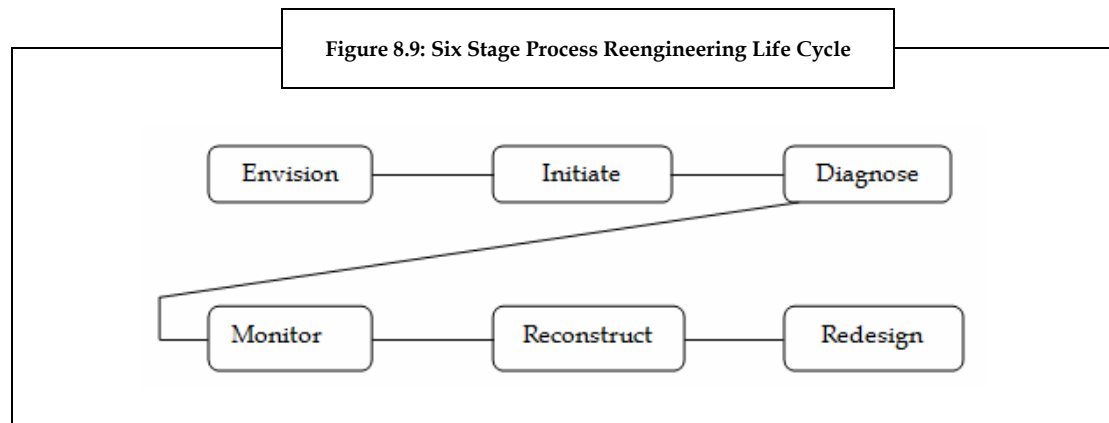 Figure 8.9: Six Stage Process Reengineering Life Cycle
Envision
Initiate
Diagnose
Monitor
Reconstruct
Redesign